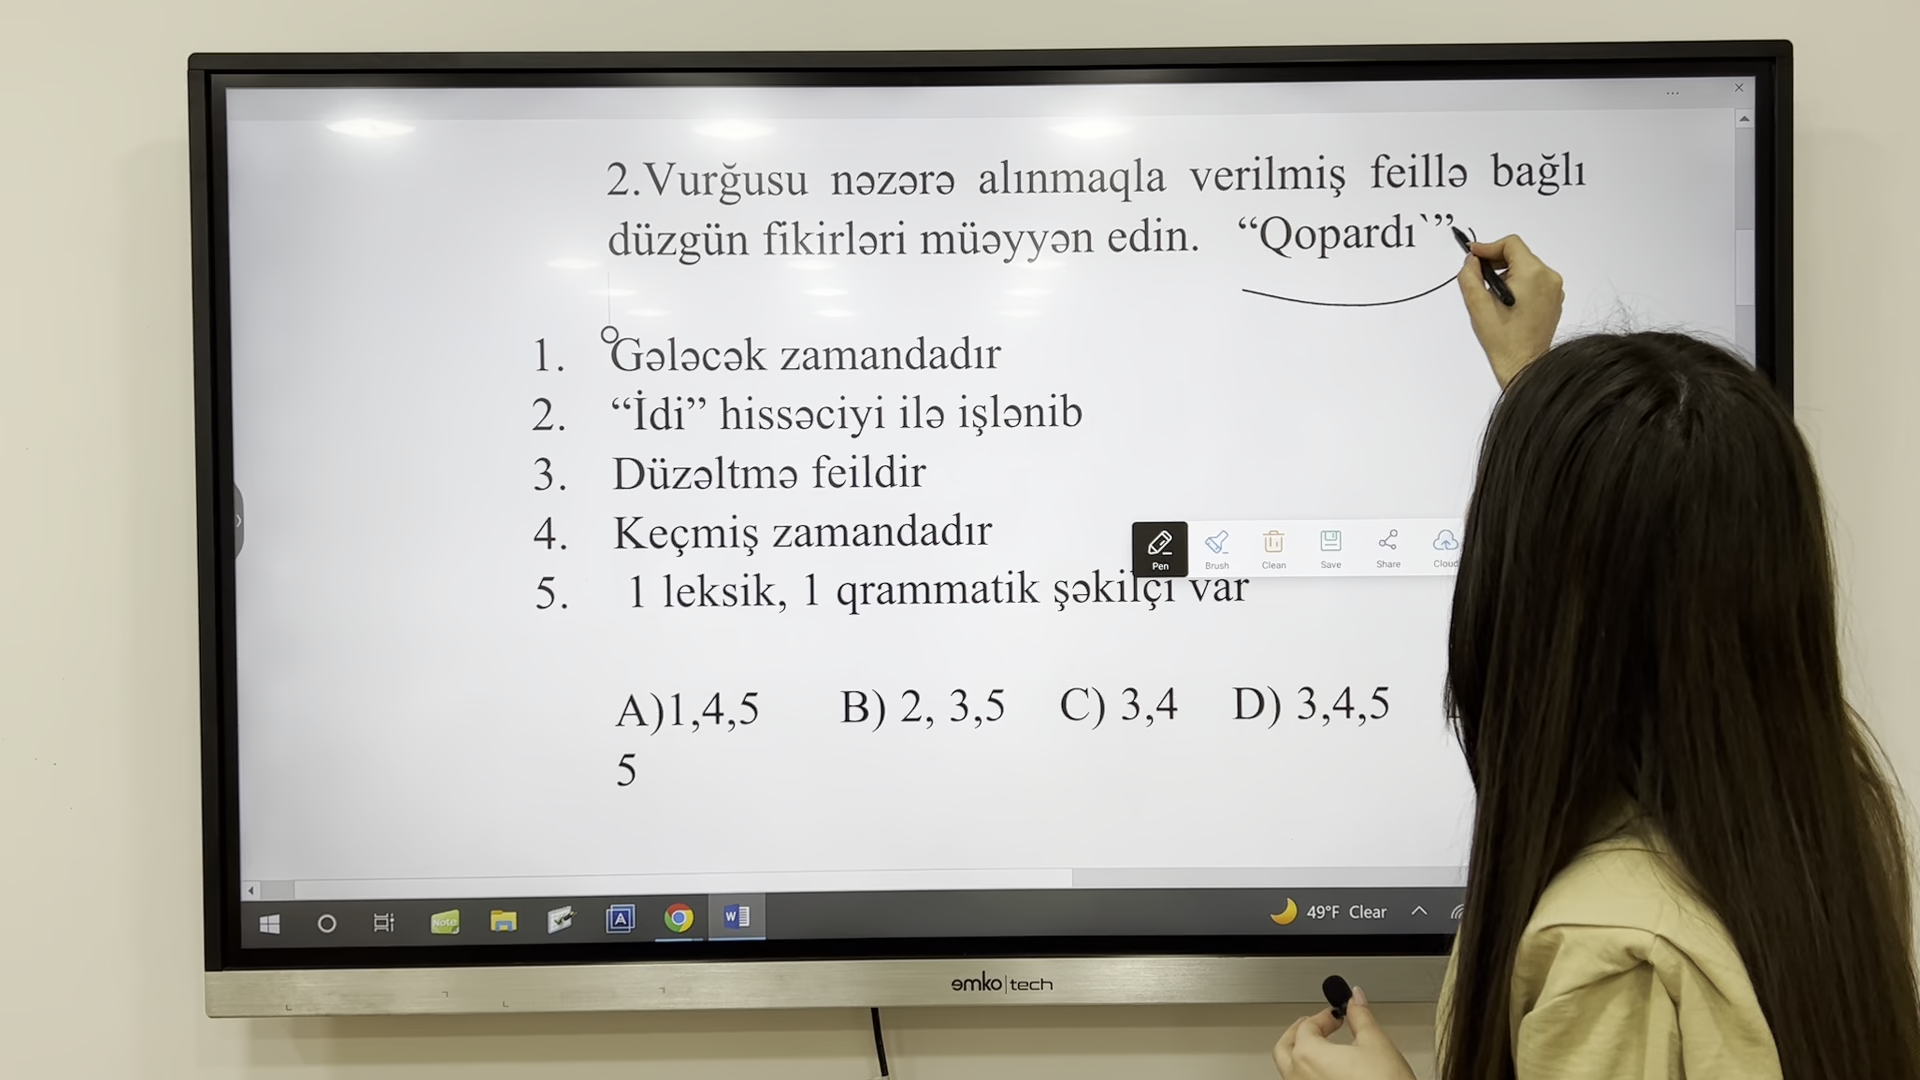 2.Vurğusu nəzərə alınmaqla verilmiş feillə bağlı
düzgün fikirləri müəyyən edin. “Qopardı`”
1. Gələcək zamandadır
2. “İdi” hissəciyi ilə işlənib
3. Düzəltmə feildir
4. Keçmiş zamandadır
Pen Brush Clean Save Share Cloud
5. 1 leksik, 1 qrammatik şəkilçi var
A)1,4,5 B) 2, 3,5 C) 3,4 D) 3,4,5
5
Note A W 49°F Clear
emko|tech